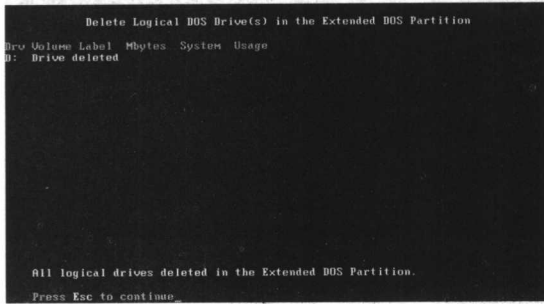 Delete Logical DOS Drive(s) in the Extended DOS Partition
Drv Volume Label Mbytes System Usage
D: Drive deleted
All logical drives deleted in the Extended DOS Partition.
Press Esc to continue_